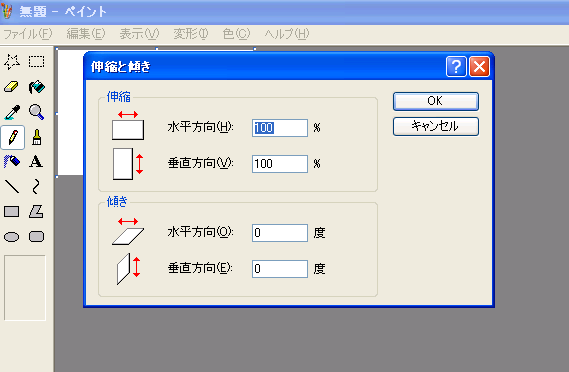 無題 - ペイント
ファイル(F) 編集(E) 表示(V) 変形(I) 色(C) ヘルプ(H)
伸縮と傾き
伸縮
水平方向(H): 100 %
垂直方向(V): 100 %
傾き
水平方向(O): 0 度
垂直方向(E): 0 度
OK
キャンセル
A